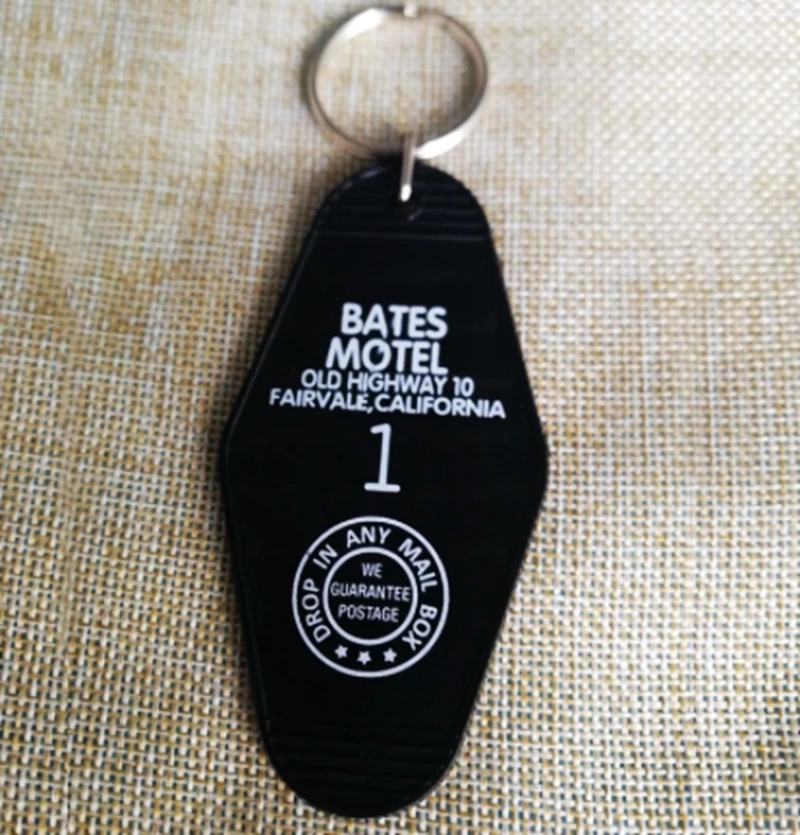 BATES
MOTEL
OLD HIGHWAY 10
FAIRVALE,CALIFORNIA
1
DROP IN ANY MAIL BOX
WE
GUARANTEE
POSTAGE